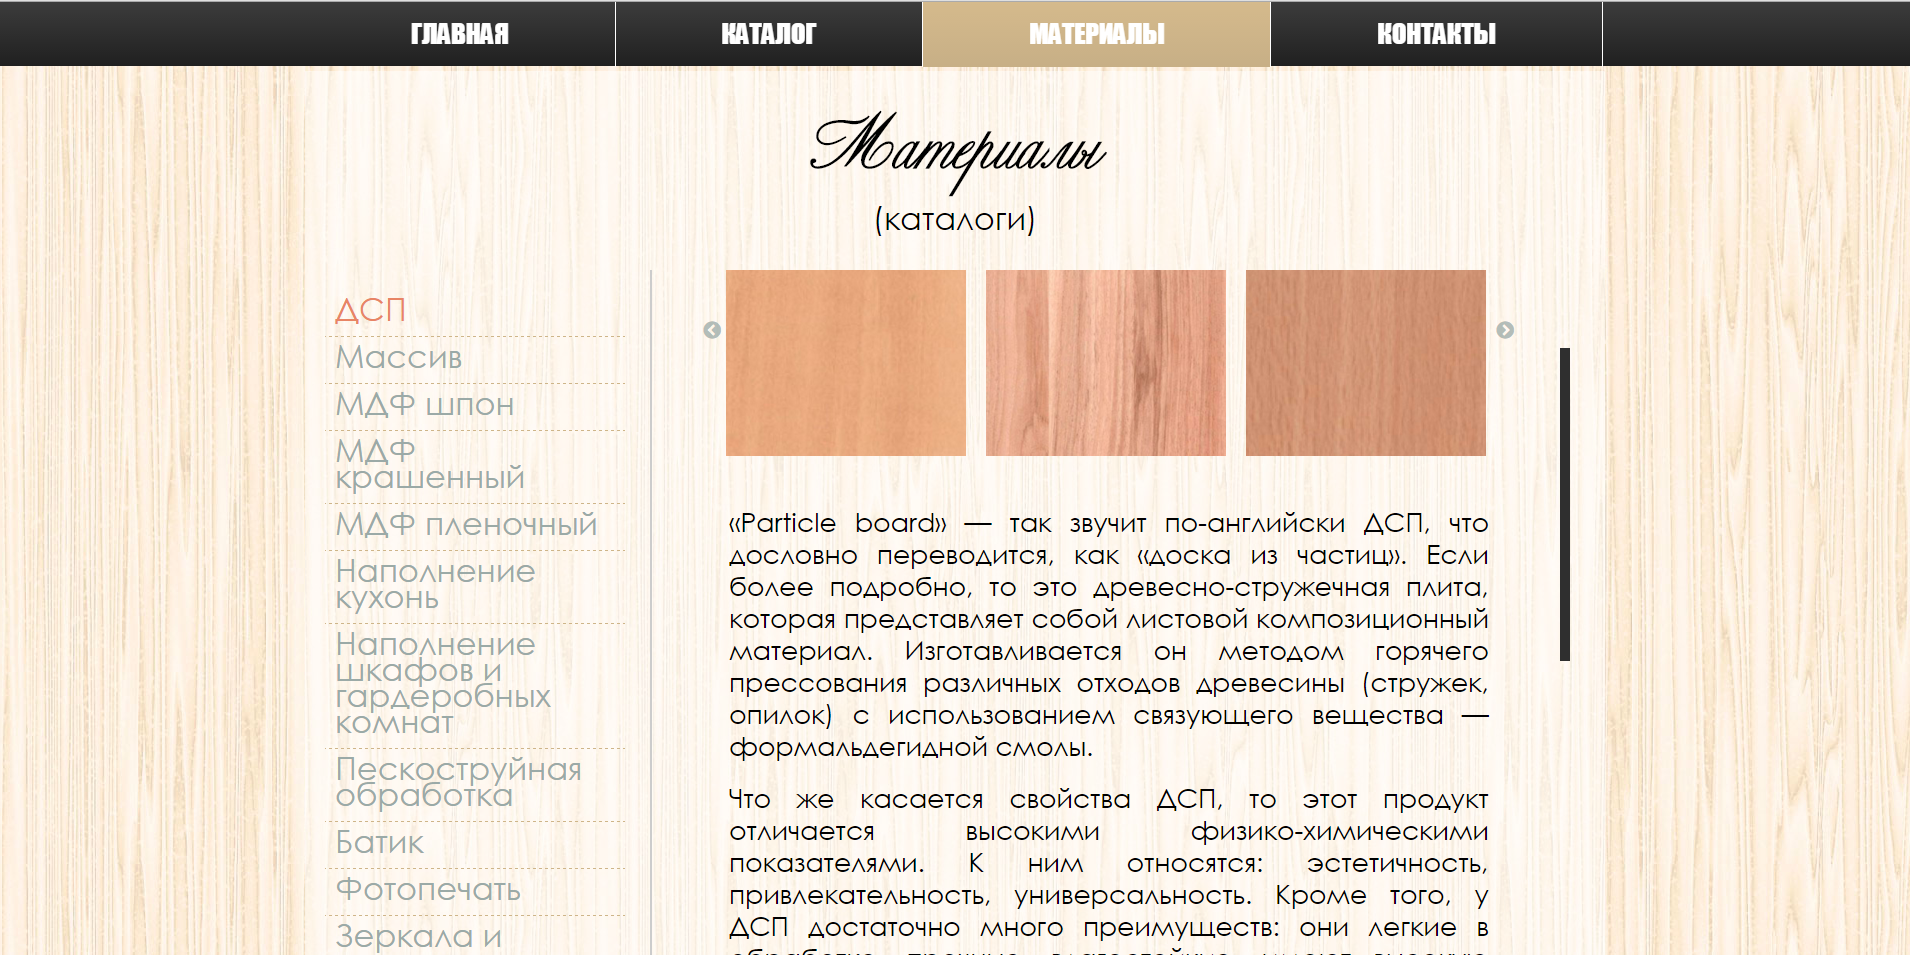 ГЛАВНАЯ
КАТАЛОГ
МАТЕРИАЛЫ
КОНТАКТЫ
Материалы
(каталоги)
ДСП
Массив
МДФ шпон
МДФ
крашенный
МДФ пленочный
Наполнение
кухонь
Наполнение
шкафов и
гардеробных
комнат
Пескоструйная
обработка
Батик
Фотопечать
Зеркала и
«Particle board» — так звучит по-английски ДСП, что
дословно переводится, как «доска из частиц». Если
более подробно, то это древесно-стружечная плита,
которая представляет собой листовой композиционный
материал. Изготавливается он методом горячего
прессования различных отходов древесины (стружек,
опилок) с использованием связующего вещества —
формальдегидной смолы.
Что же касается свойства ДСП, то этот продукт
отличается высокими физико-химическими
показателями. К ним относятся: эстетичность,
привлекательность, универсальность. Кроме того, у
ДСП достаточно много преимуществ: они легкие в